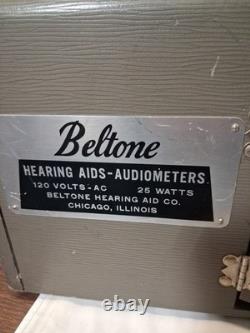 Beltone
HEARING AIDS-AUDIOMETERS
120 VOLTS-AC 25 WATTS
BELTONE HEARING AID CO.
CHICAGO, ILLINOIS